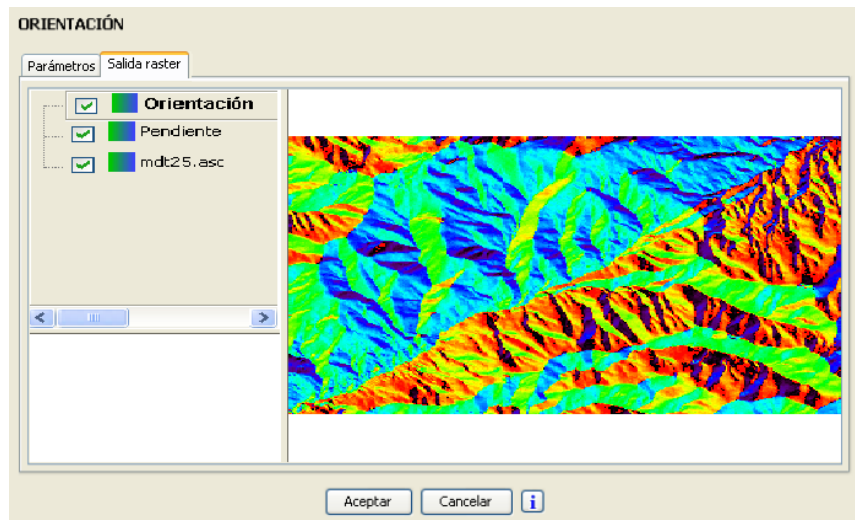 ORIENTACIÓN
Parámetros
Salida raster
Orientación
Pendiente
mdt25.asc
Aceptar
Cancelar
i